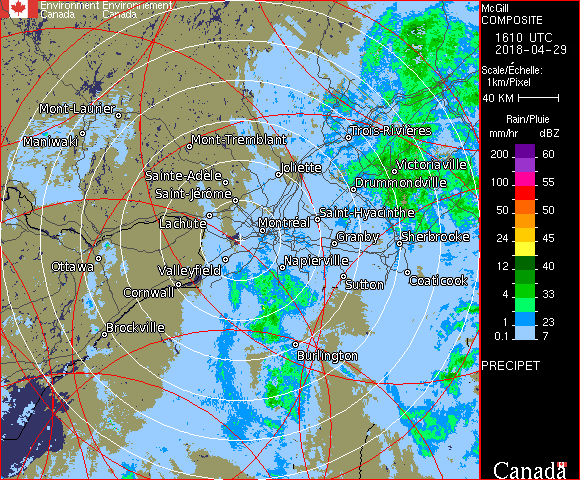 Environment Environnement
Canada Canada
McGill
COMPOSITE
1610 UTC
2018-04-29
Scale/Échelle:
1km/Pixel
40 KM
Rain/Pluie
mm/hr dBZ
200 60
100 55
50 50
24 45
12 40
4 33
1 23
0.1 7
PRECIPET
Canada
Mont-Laurier
Maniwaki
Mont-Tremblant
Trois-Rivières
Joliette
Victoriaville
Sainte-Adèle
Drummondville
Saint-Jérôme
Saint-Hyacinthe
Lachute
Montréal
Granby
Sherbrooke
Ottawa
Valleyfield
Napierville
Sutton
Coaticook
Cornwall
Brockville
Burlington